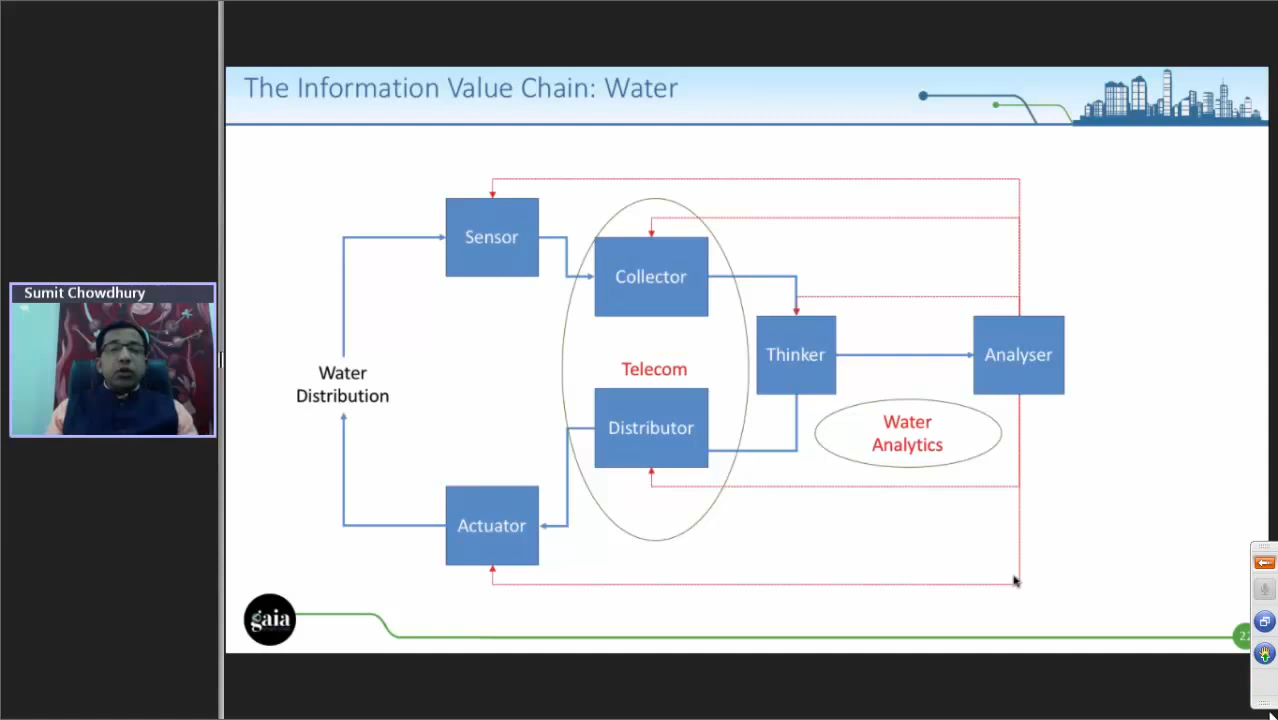 The Information Value Chain: Water
Sumit Chowdhury
Sensor
Collector
Thinker
Analyser
Telecom
Water
Distribution
Distributor
Water
Analytics
Actuator
gaia
22